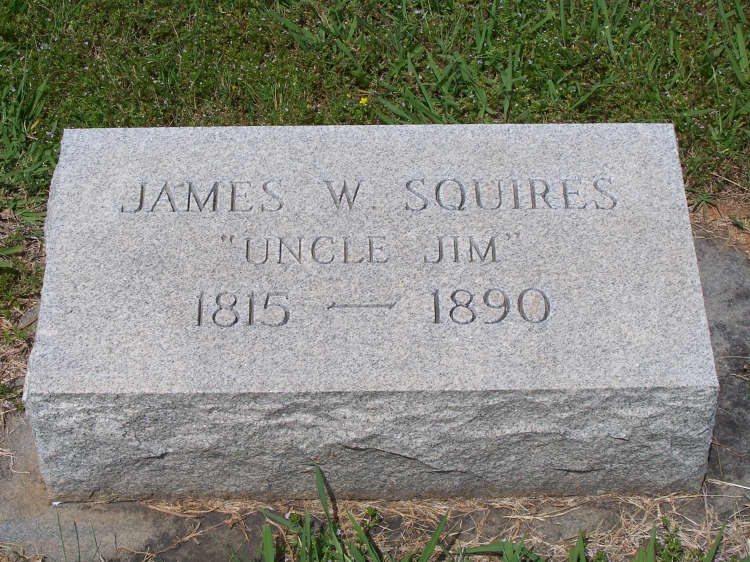 JAMES W. SQUIRES
"UNCLE JIM"
1815 — 1890